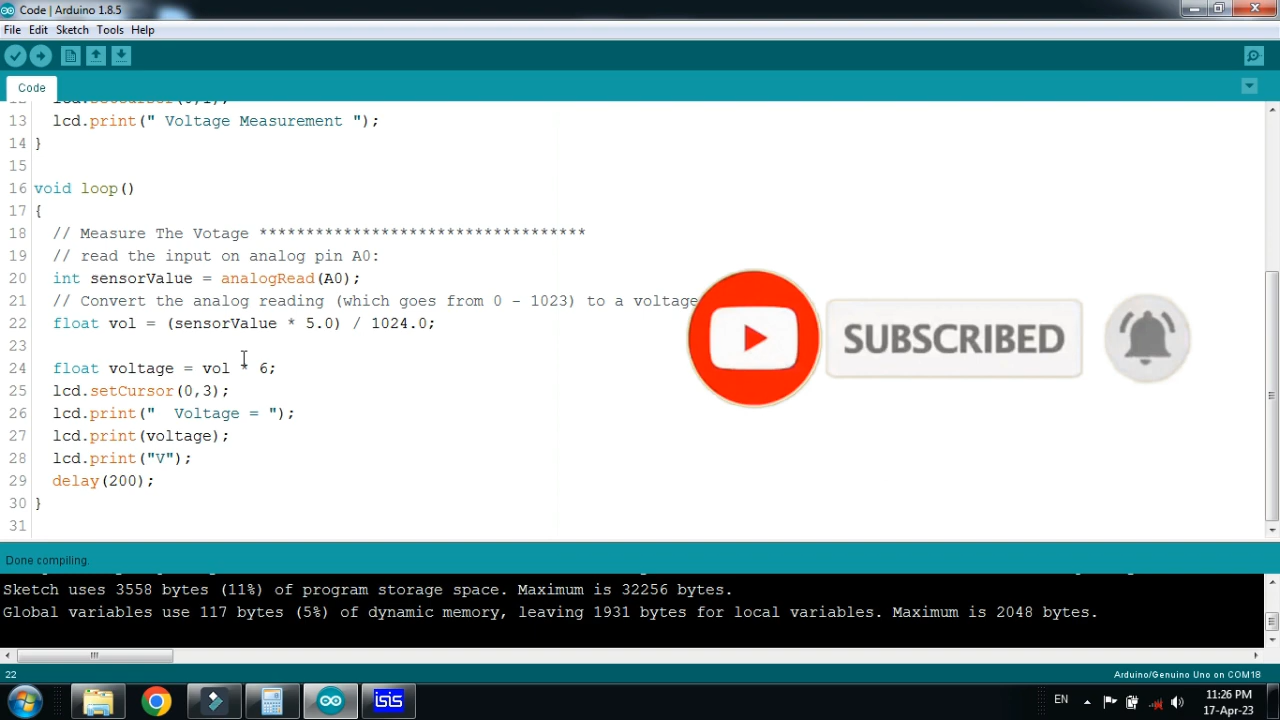 Code | Arduino 1.8.5
File Edit Sketch Tools Help
Code
12 lcd.setCursor(0,1);
13 lcd.print(" Voltage Measurement ");
14 }
15
16 void loop()
17 {
18 // Measure The Votage ***********************************
19 // read the input on analog pin A0:
20 int sensorValue = analogRead(A0);
21 // Convert the analog reading (which goes from 0 - 1023) to a voltage
22 float vol = (sensorValue * 5.0) / 1024.0;
23
24 float voltage = vol * 6;
25 lcd.setCursor(0,3);
26 lcd.print("  Voltage = ");
27 lcd.print(voltage);
28 lcd.print("V");
29 delay(200);
30 }
31
SUBSCRIBED
Done compiling.
Sketch uses 3558 bytes (11%) of program storage space. Maximum is 32256 bytes.
Global variables use 117 bytes (5%) of dynamic memory, leaving 1931 bytes for local variables. Maximum is 2048 bytes.
22 Arduino/Genuino Uno on COM18
isis
EN
11:26 PM
17-Apr-23